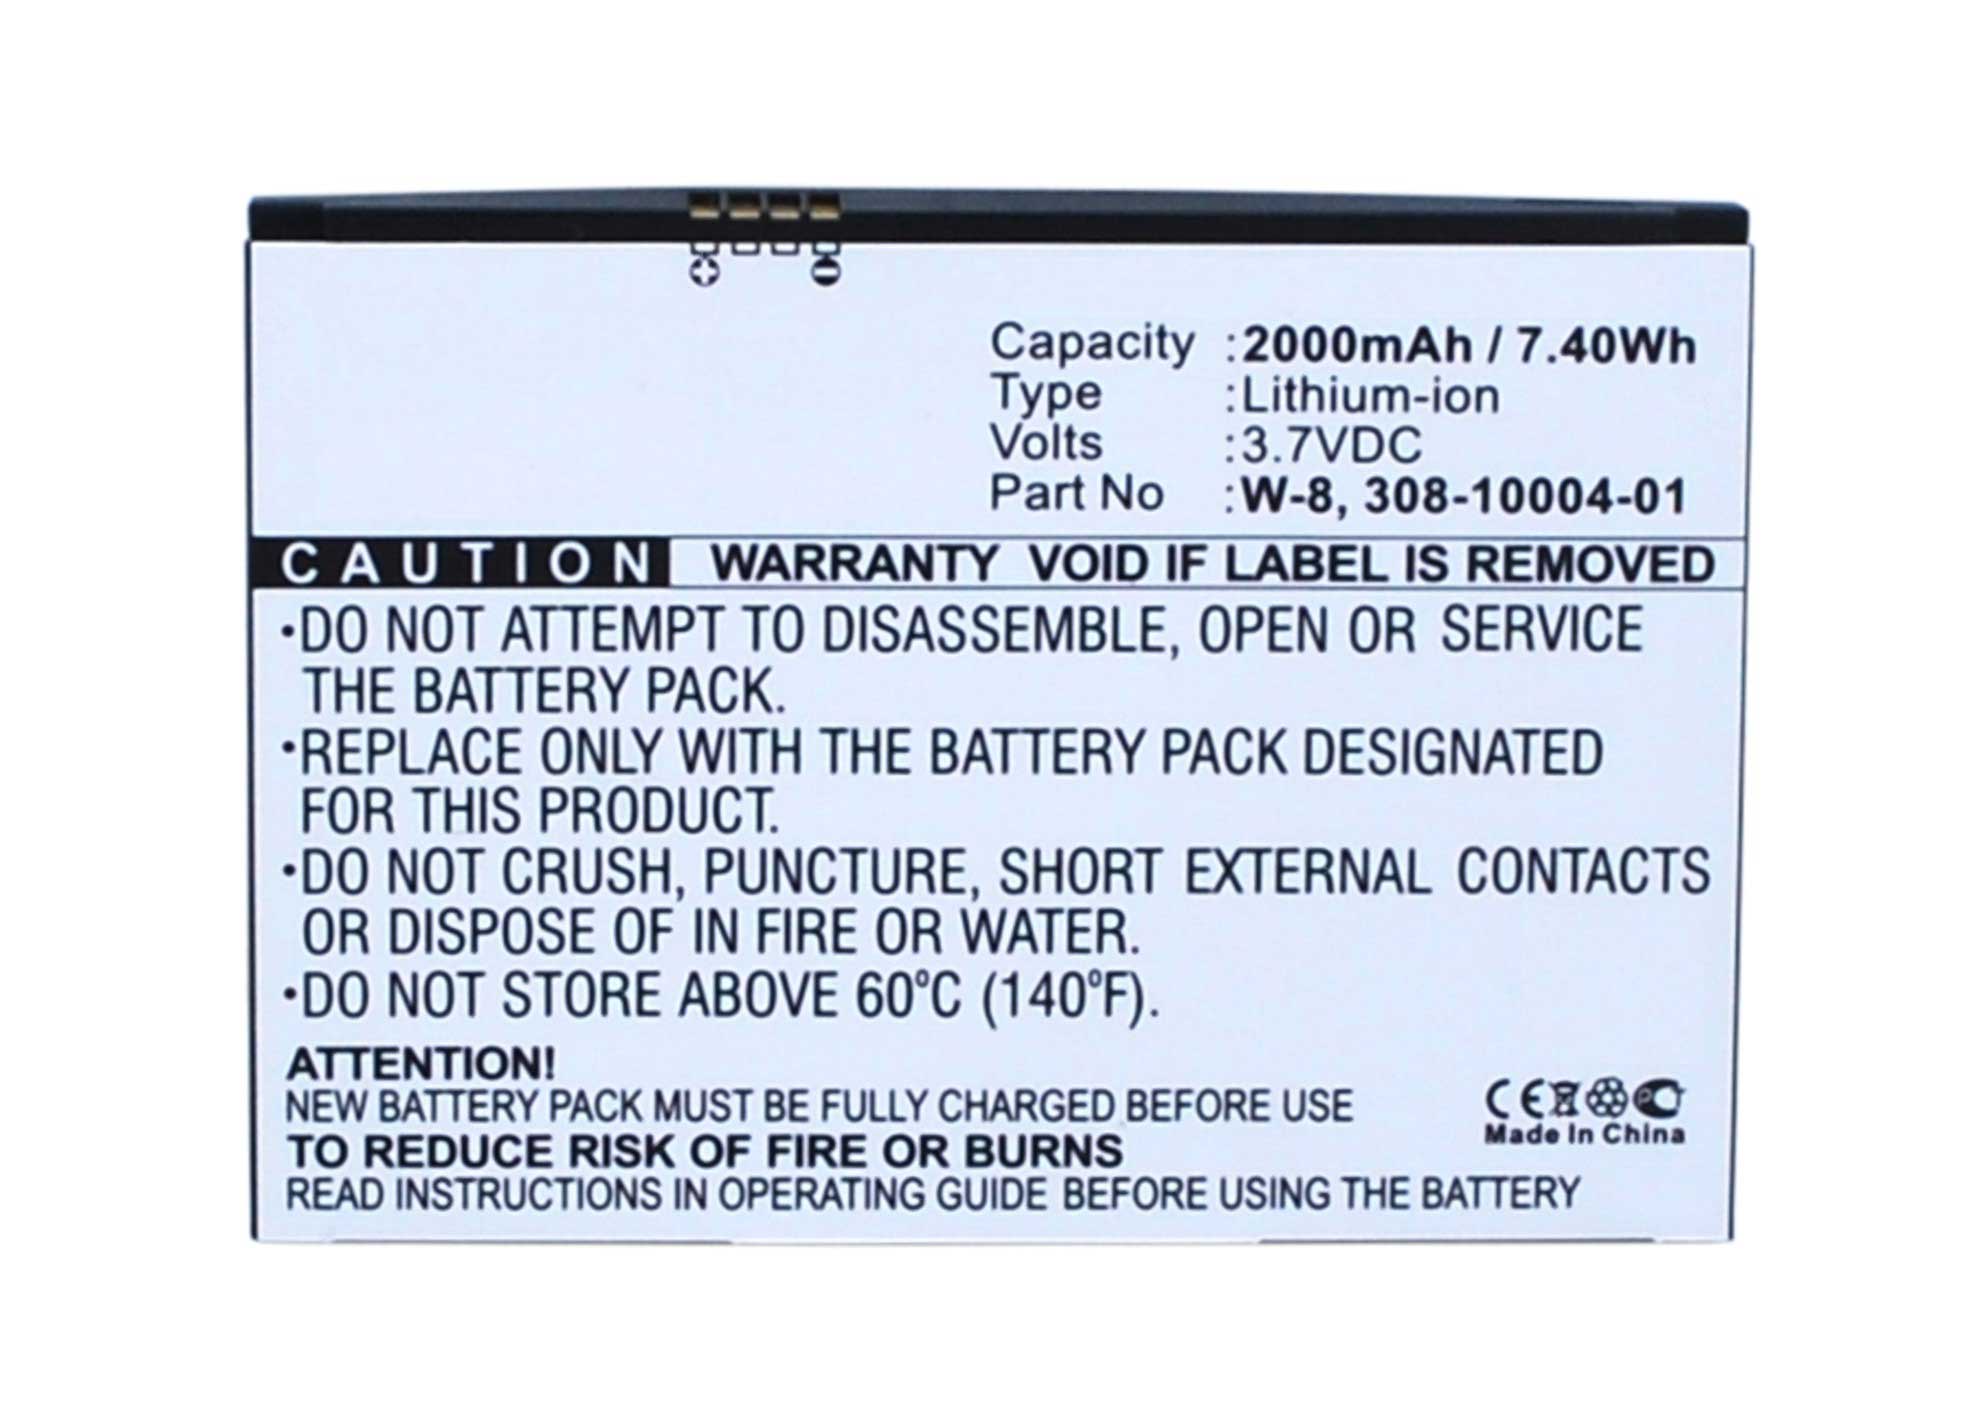 Capacity :2000mAh / 7.40Wh
Type :Lithium-ion
Volts :3.7VDC
Part No :W-8, 308-10004-01
CAUTION WARRANTY VOID IF LABEL IS REMOVED
•DO NOT ATTEMPT TO DISASSEMBLE, OPEN OR SERVICE
THE BATTERY PACK.
•REPLACE ONLY WITH THE BATTERY PACK DESIGNATED
FOR THIS PRODUCT.
•DO NOT CRUSH, PUNCTURE, SHORT EXTERNAL CONTACTS
OR DISPOSE OF IN FIRE OR WATER.
•DO NOT STORE ABOVE 60°C (140°F).
ATTENTION!
NEW BATTERY PACK MUST BE FULLY CHARGED BEFORE USE
TO REDUCE RISK OF FIRE OR BURNS
READ INSTRUCTIONS IN OPERATING GUIDE BEFORE USING THE BATTERY
CE
Made In China